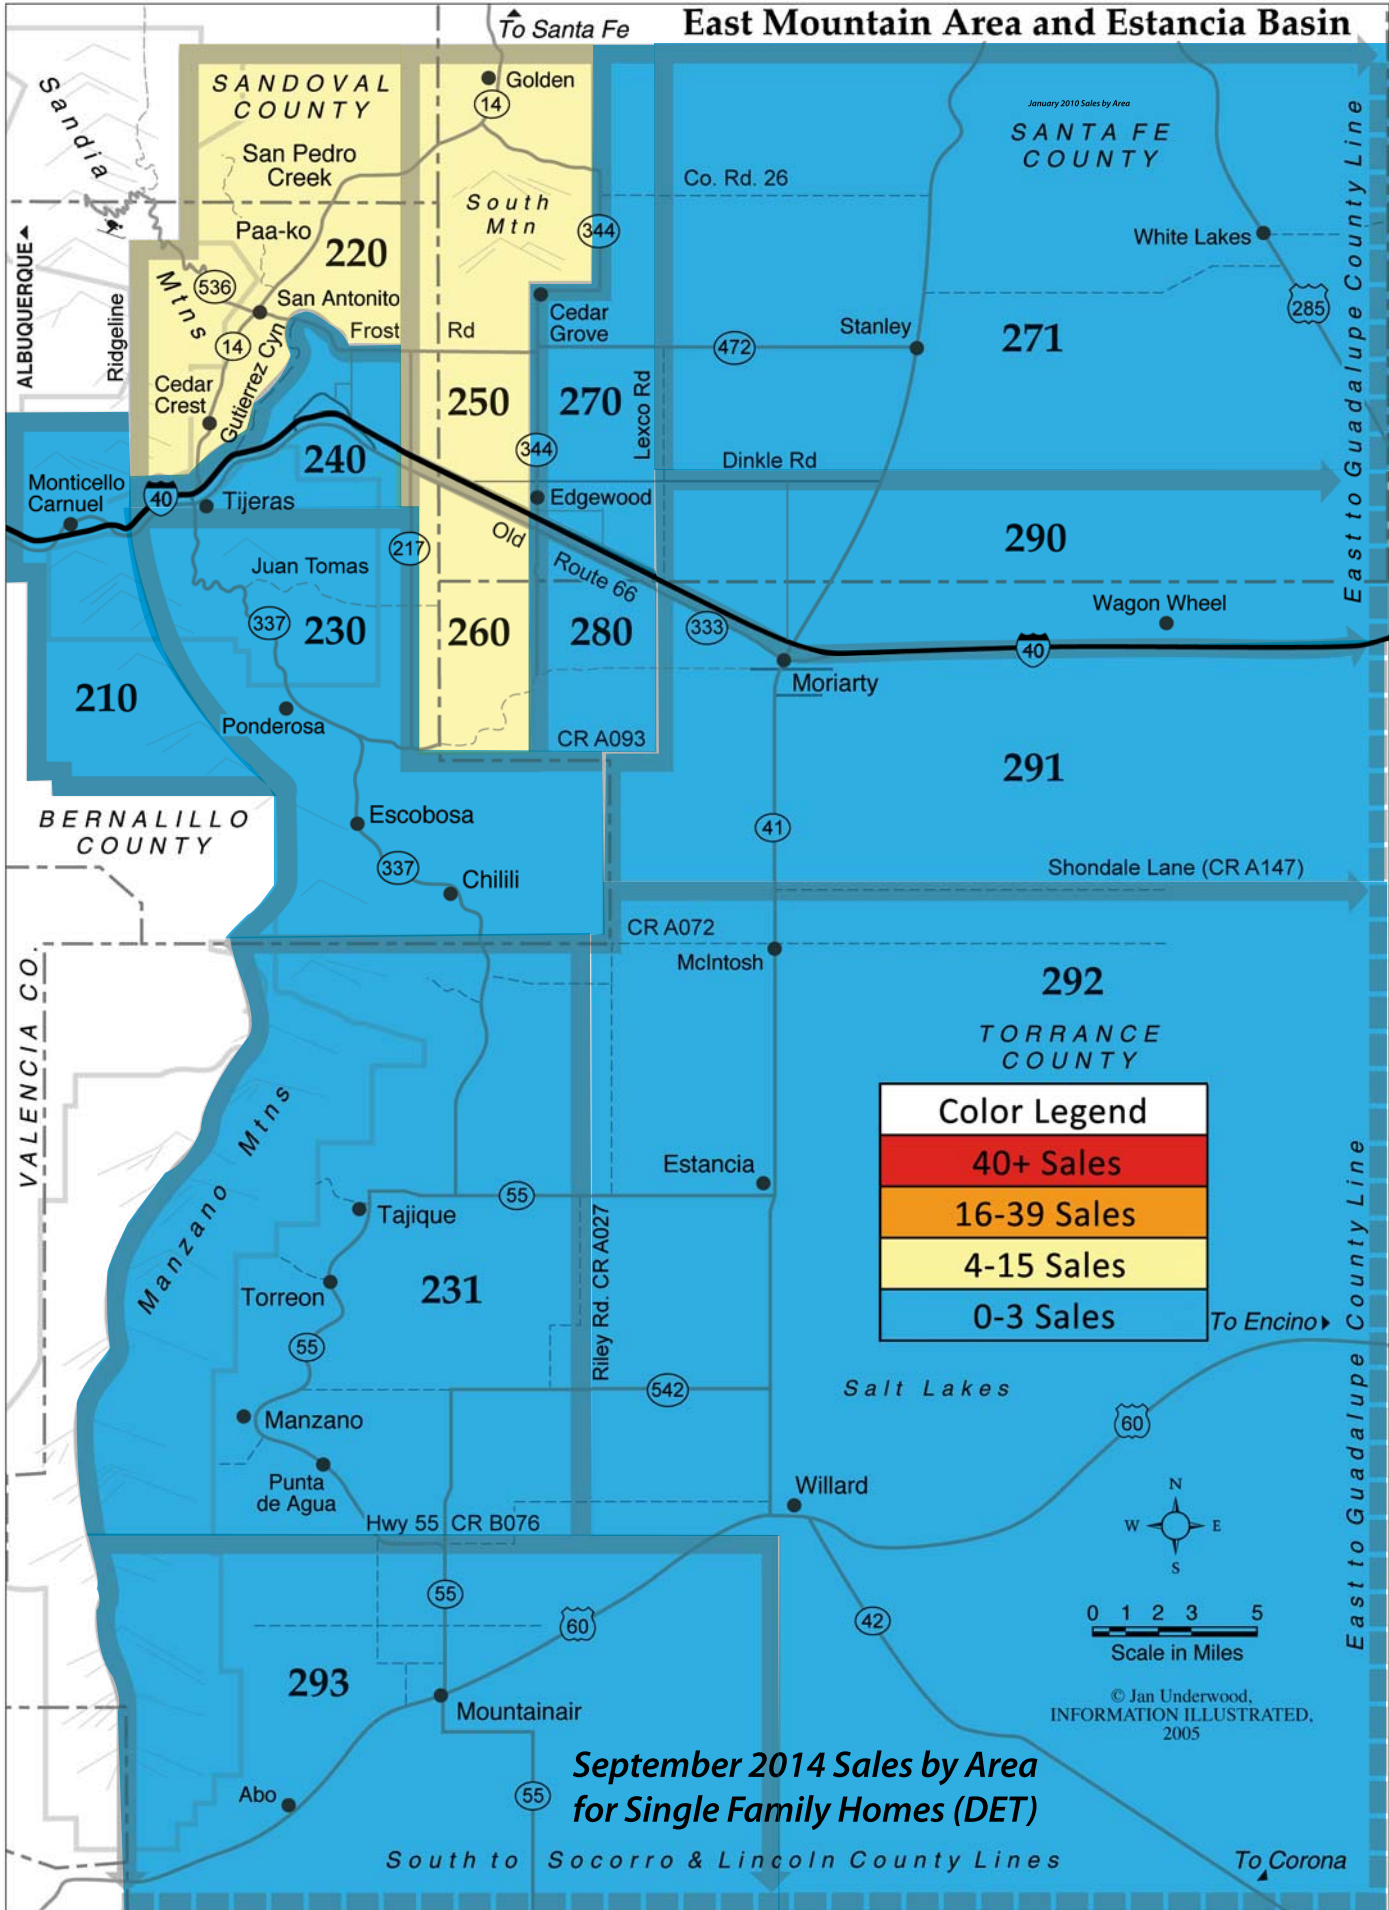 To Santa Fe
East Mountain Area and Estancia Basin
Golden
14
SANDOVAL
COUNTY
January 2010 Sales by Area
SANTA FE
COUNTY
Sandia
Mtns
San Pedro
Creek
Co. Rd. 26
South
Mtn
344
Paa-ko
220
White Lakes
285
East to Guadalupe County Line
ALBUQUERQUE
Ridgeline
536
San Antonito
14
Frost
Rd
Cedar
Grove
472
Stanley
271
Gutierrez Cyn
Cedar
Crest
250
270
Lexco Rd
344
240
Dinkle Rd
Monticello
Carnuel
40
Tijeras
Edgewood
Old
Route 66
217
290
Juan Tomas
337
230
260
280
333
Wagon Wheel
40
210
Moriarty
Ponderosa
CR A093
291
BERNALILLO
COUNTY
Escobosa
41
337
Chilili
Shondale Lane (CR A147)
CR A072
McIntosh
292
VALENCIA CO.
TORRANCE
COUNTY
Color Legend
40+ Sales
16-39 Sales
4-15 Sales
0-3 Sales
Manzano Mtns
Estancia
55
Tajique
Riley Rd. CR A027
231
Torreon
To Encino
East to Guadalupe County Line
55
542
Salt Lakes
60
Manzano
Punta
de Agua
Willard
N
W
E
S
Hwy 55
CR B076
55
60
42
0 1 2 3 5
Scale in Miles
293
© Jan Underwood,
INFORMATION ILLUSTRATED,
2005
Mountainair
September 2014 Sales by Area
for Single Family Homes (DET)
Abo
55
South to Socorro & Lincoln County Lines
To Corona